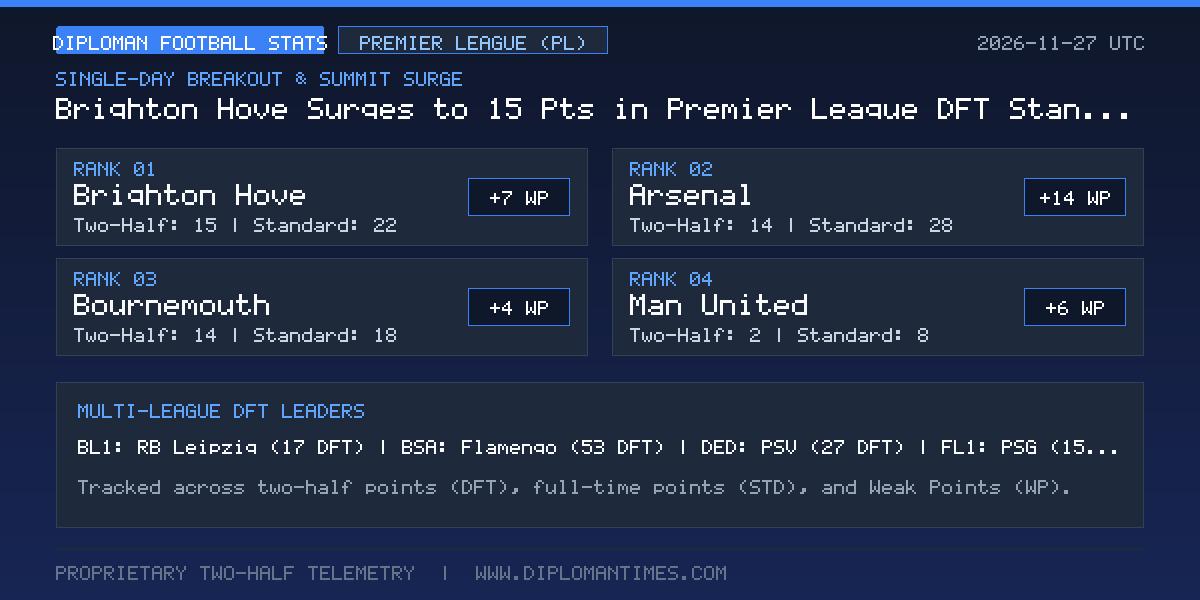 DIPLOMAN FOOTBALL STATS
PREMIER LEAGUE (PL)
2026-11-27 UTC
SINGLE-DAY BREAKOUT & SUMMIT SURGE
Brighton Hove Surges to 15 Pts in Premier League DFT Stan...
RANK 01
Brighton Hove
Two-Half: 15 | Standard: 22
+7 WP
RANK 02
Arsenal
Two-Half: 14 | Standard: 28
+14 WP
RANK 03
Bournemouth
Two-Half: 14 | Standard: 18
+4 WP
RANK 04
Man United
Two-Half: 2 | Standard: 8
+6 WP
MULTI-LEAGUE DFT LEADERS
BL1: RB Leipzig (17 DFT) | BSA: Flamengo (53 DFT) | DED: PSV (27 DFT) | FL1: PSG (15...
Tracked across two-half points (DFT), full-time points (STD), and Weak Points (WP).
PROPRIETARY TWO-HALF TELEMETRY | WWW.DIPLOMANTIMES.COM